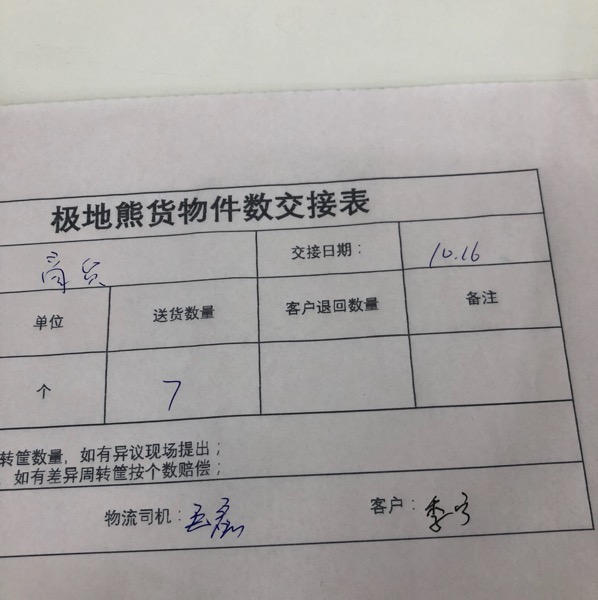 极地熊货物件数交接表
交接日期： 10.16
单位 送货数量 客户退回数量 备注
个 7
转筐数量，如有异议现场提出；
，如有差异周转筐按个数赔偿；
物流司机： 客户：